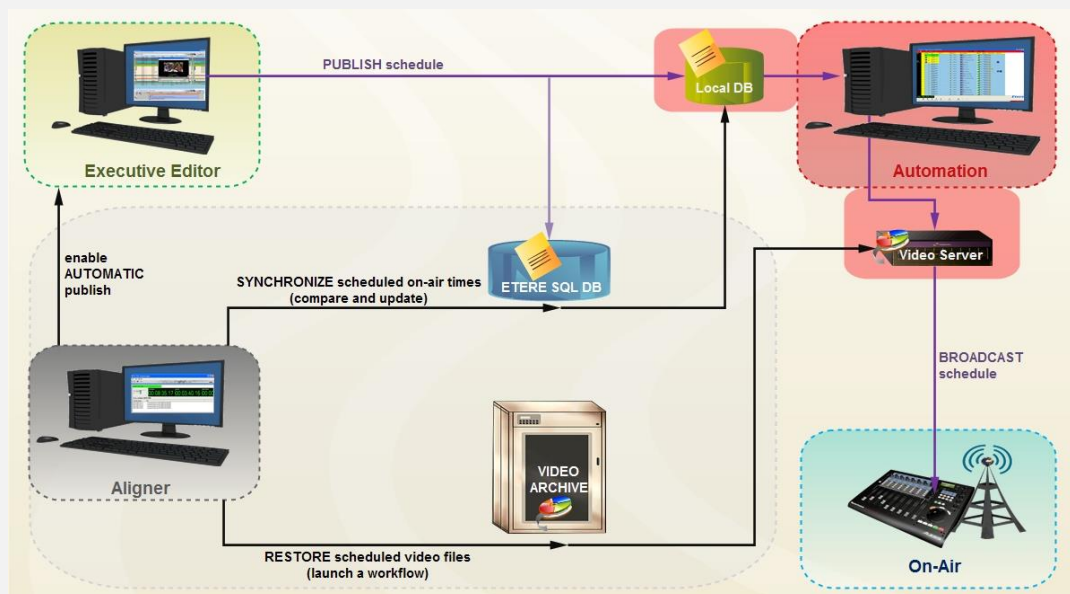 PUBLISH schedule
Local DB
Executive Editor
Automation
enable
AUTOMATIC
publish
SYNCHRONIZE scheduled on-air times
(compare and update)
ETERE SQL DB
Video Server
BROADCAST
schedule
Aligner
VIDEO
ARCHIVE
RESTORE scheduled video files
(launch a workflow)
On-Air